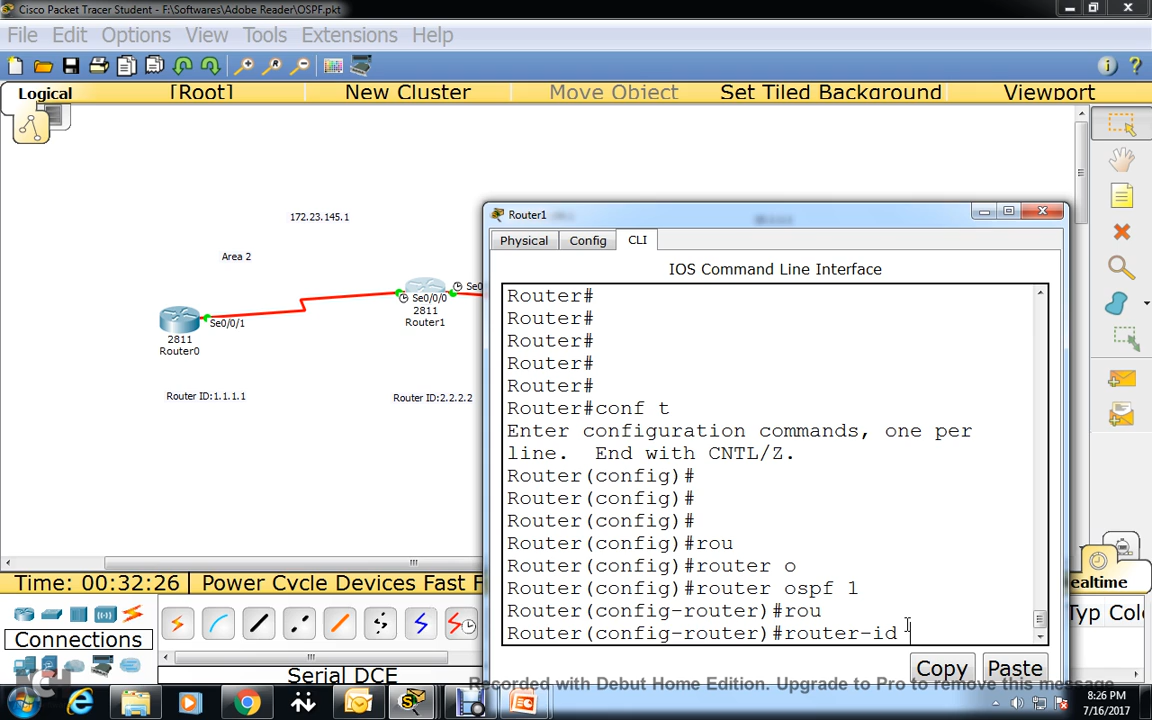 Cisco Packet Tracer Student - F:\Softwares\Adobe Reader\OSPF.pkt
File Edit Options View Tools Extensions Help
Logical [Root] New Cluster Move Object Set Tiled Background Viewport
172.23.145.1
Area 2
Se0/0/1
2811
Router0
Router ID:1.1.1.1
Se0
Se0/0/0
2811
Router1
Router ID:2.2.2.2
Router1
Physical Config CLI
IOS Command Line Interface
Router#
Router#
Router#
Router#
Router#
Router#conf t
Enter configuration commands, one per
line. End with CNTL/Z.
Router(config)#
Router(config)#
Router(config)#
Router(config)#rou
Router(config)#router o
Router(config)#router ospf 1
Router(config-router)#rou
Router(config-router)#router-id
Copy Paste
Time: 00:32:26 Power Cycle Devices Fast F
ealtime
Connections
Typ Colo
Serial DCE
Recorded with Debut Home Edition. Upgrade to Pro to remove this message.
8:26 PM
7/16/2017